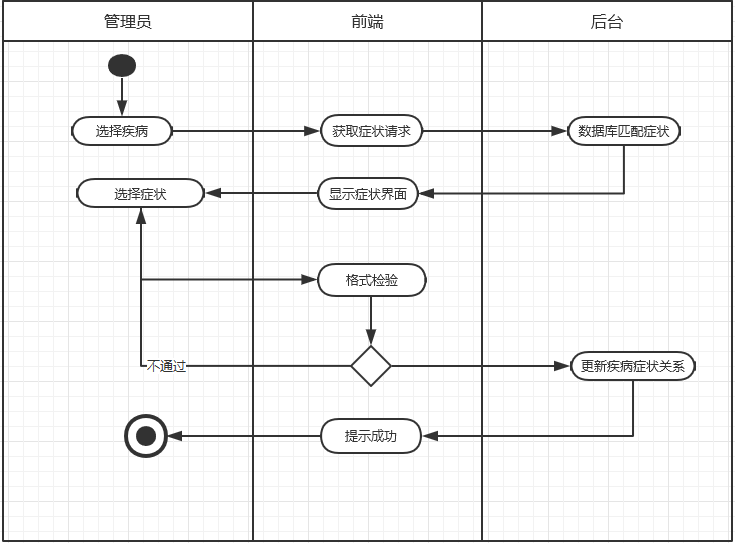 管理员
前端
后台
选择疾病
获取症状请求
数据库匹配症状
选择症状
显示症状界面
格式检验
不通过
更新疾病症状关系
提示成功